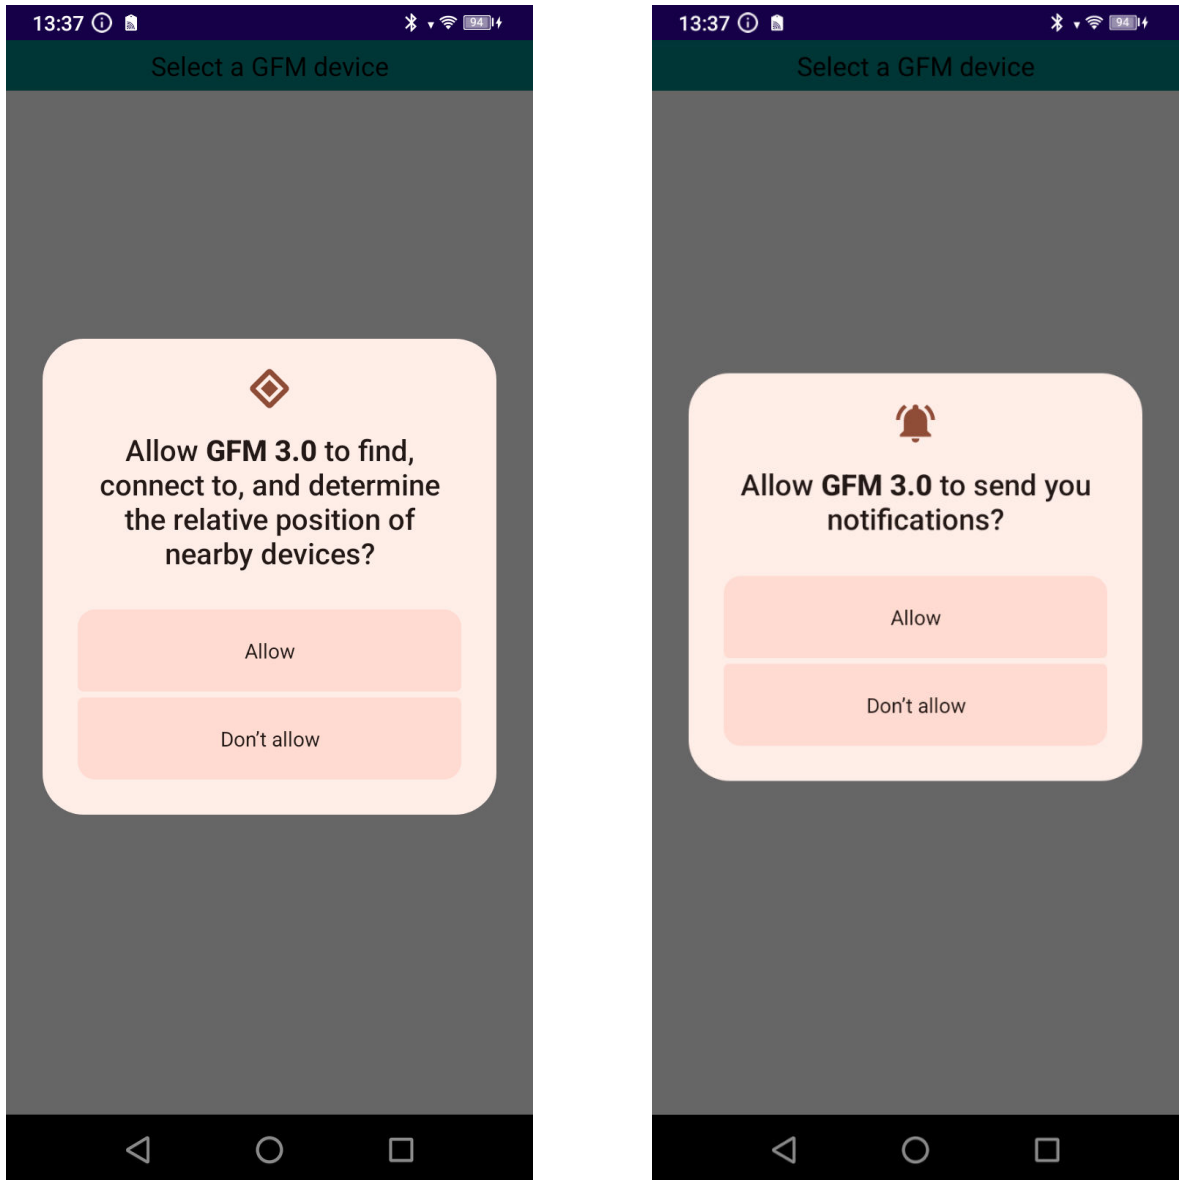 13:37
94
Select a GFM device
Allow GFM 3.0 to find,
connect to, and determine
the relative position of
nearby devices?
Allow
Don’t allow
13:37
94
Select a GFM device
Allow GFM 3.0 to send you
notifications?
Allow
Don’t allow